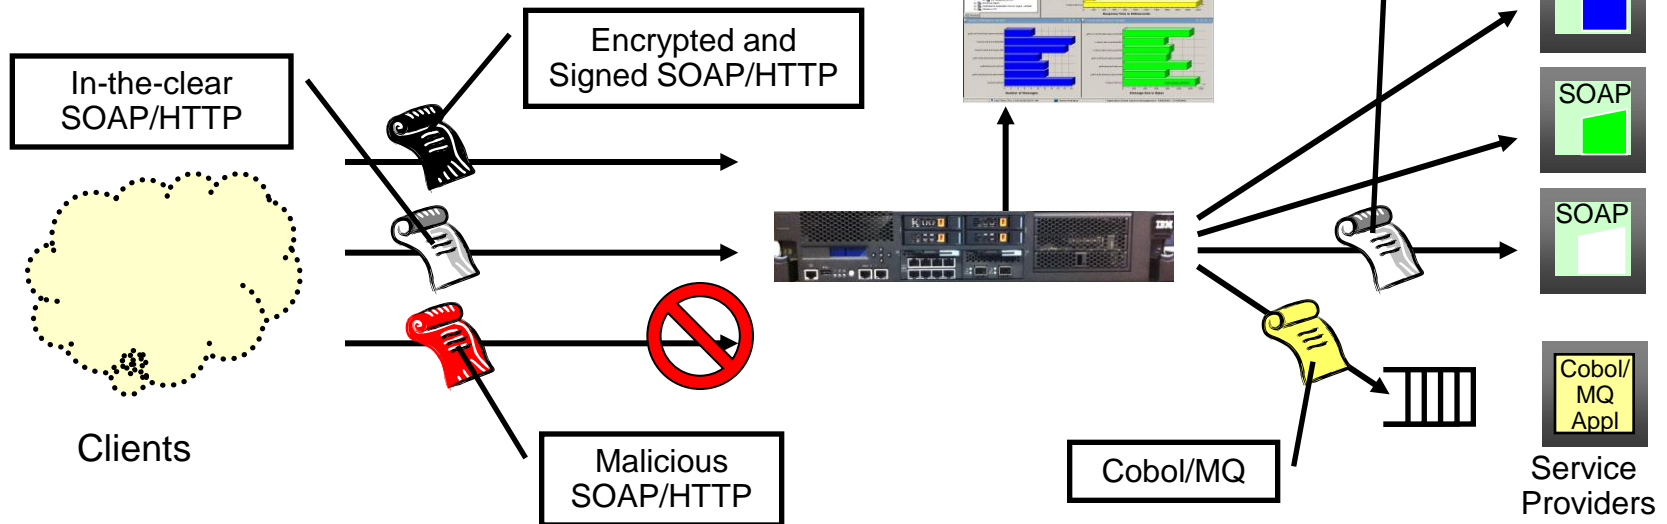 Encrypted and
Signed SOAP/HTTP
In-the-clear
SOAP/HTTP
SOAP
SOAP
Cobol/
MQ
Appl
Clients
Malicious
SOAP/HTTP
Cobol/MQ
Service
Providers